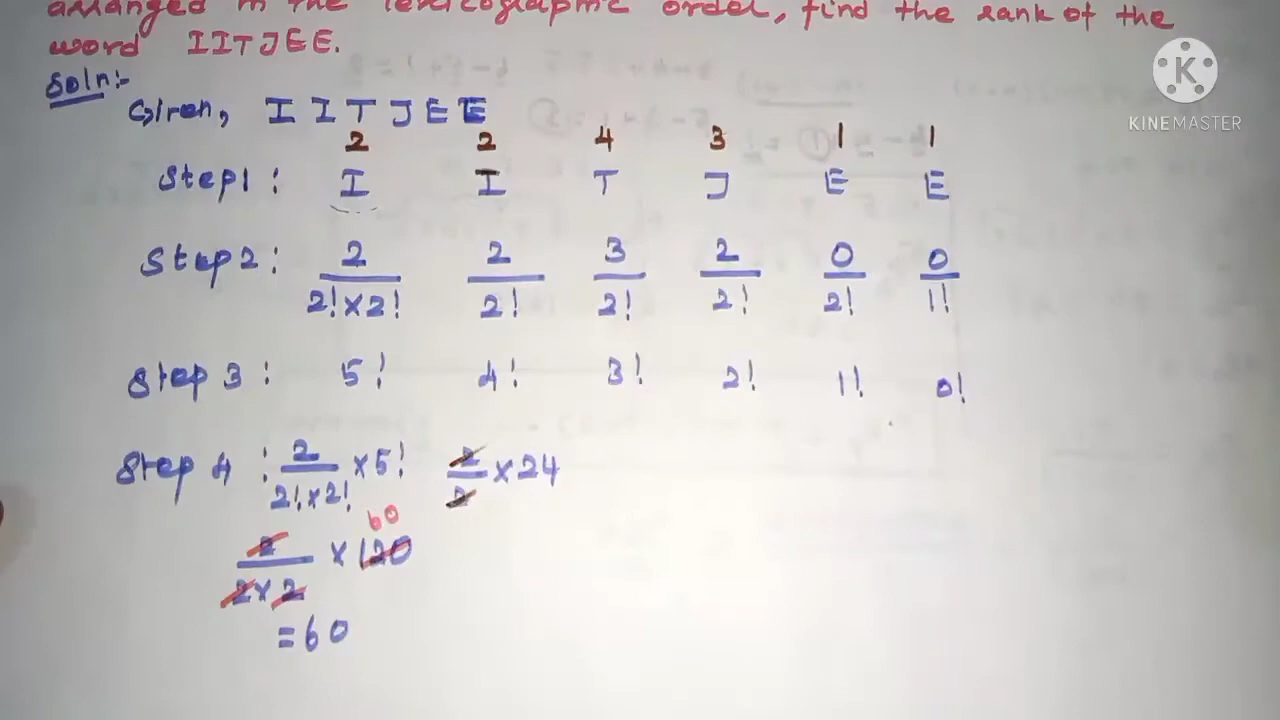 arranged in the lexicographic order, find the rank of the
word IITJEE.
Soln:-
Given, I I T J E E
2 2 4 3 1 1
Step1: I I T J E E
Step2: 2/2!×2! 2/2! 3/2! 2/2! 0/2! 0/1!
Step 3: 5! 4! 3! 2! 1! 0!
Step 4: 2/2!×2! ×5! 2/2 ×24
60
2/2×2 ×120
=60
K
KINEMASTER